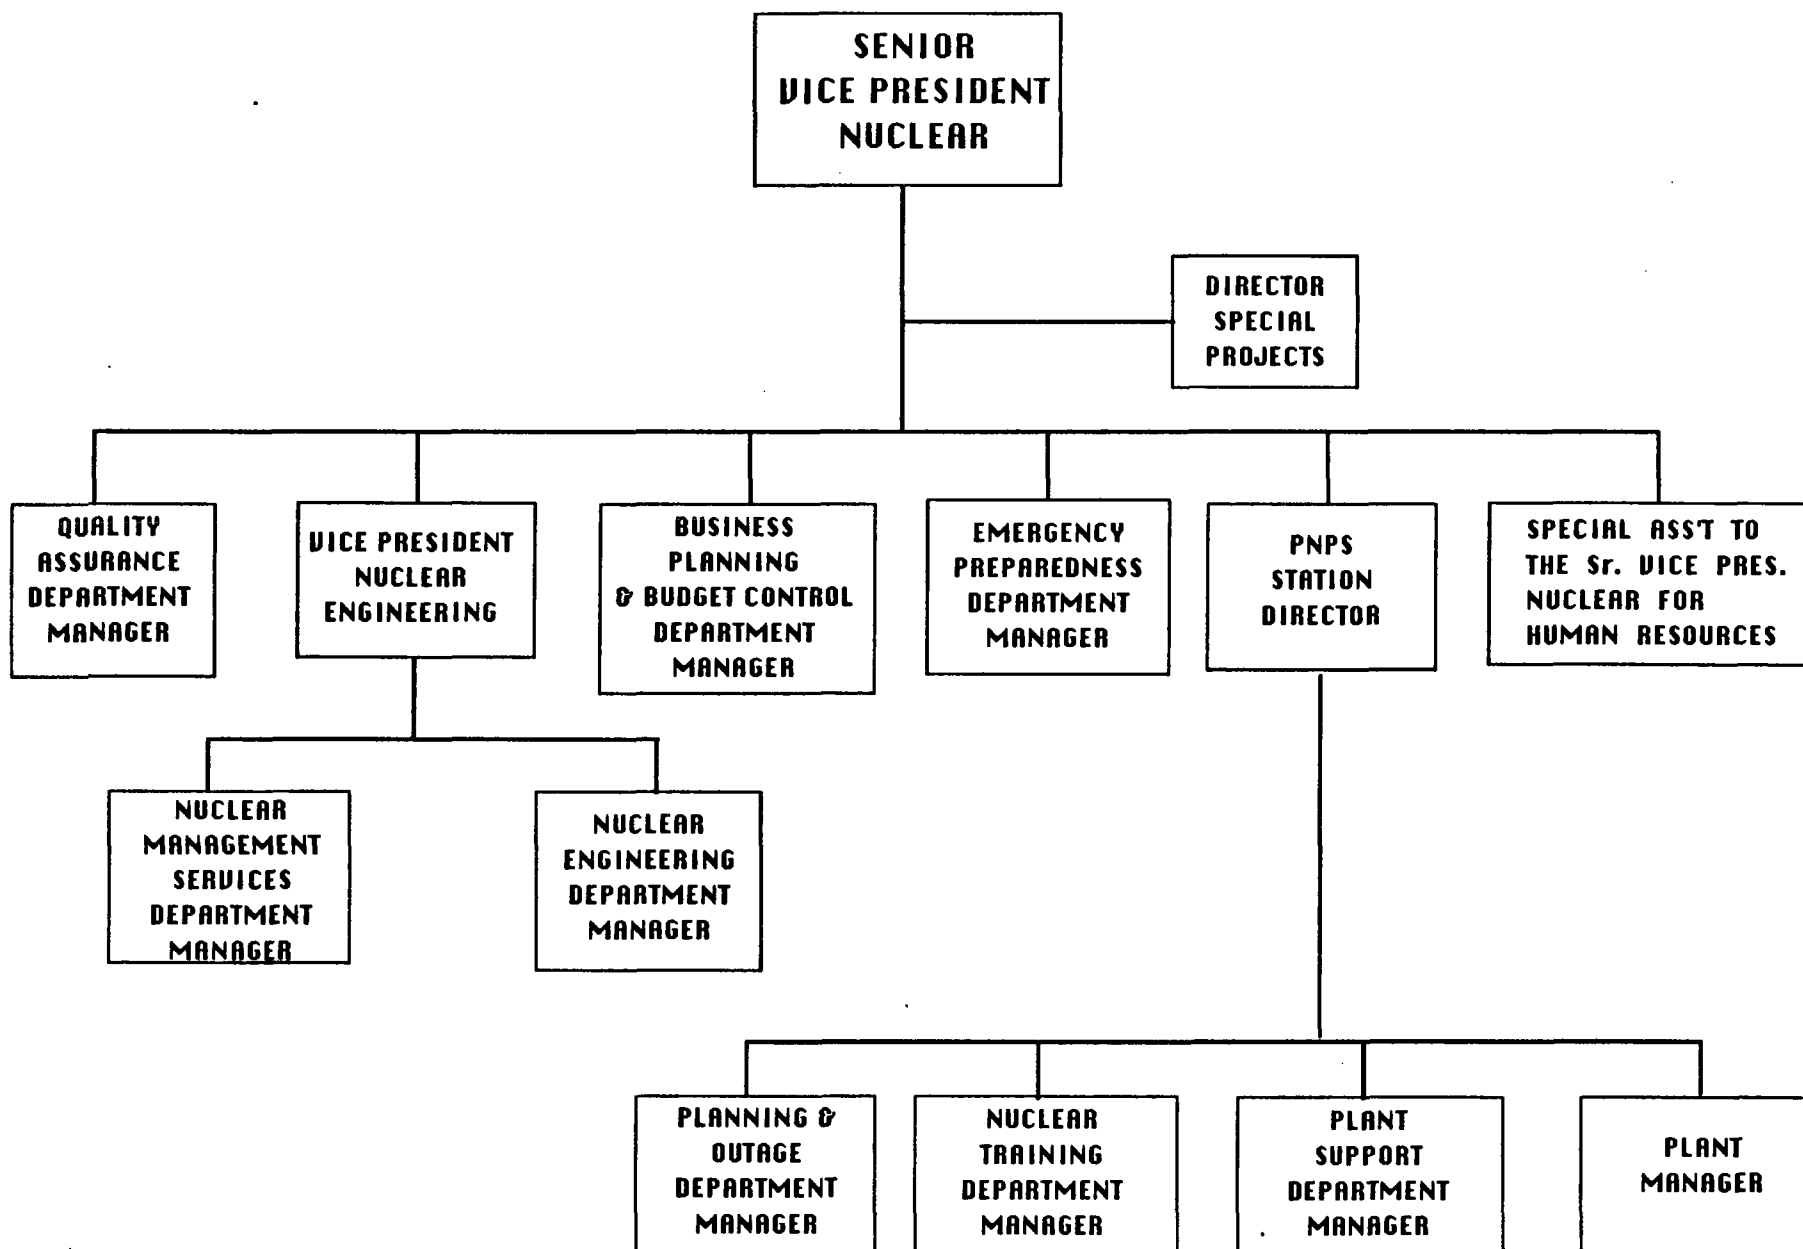 SENIOR
VICE PRESIDENT
NUCLEAR
DIRECTOR
SPECIAL
PROJECTS
QUALITY
ASSURANCE
DEPARTMENT
MANAGER
VICE PRESIDENT
NUCLEAR
ENGINEERING
BUSINESS
PLANNING
& BUDGET CONTROL
DEPARTMENT
MANAGER
EMERGENCY
PREPAREDNESS
DEPARTMENT
MANAGER
PNPS
STATION
DIRECTOR
SPECIAL ASS'T TO
THE Sr. VICE PRES.
NUCLEAR FOR
HUMAN RESOURCES
NUCLEAR
MANAGEMENT
SERVICES
DEPARTMENT
MANAGER
NUCLEAR
ENGINEERING
DEPARTMENT
MANAGER
PLANNING &
OUTAGE
DEPARTMENT
MANAGER
NUCLEAR
TRAINING
DEPARTMENT
MANAGER
PLANT
SUPPORT
DEPARTMENT
MANAGER
PLANT
MANAGER